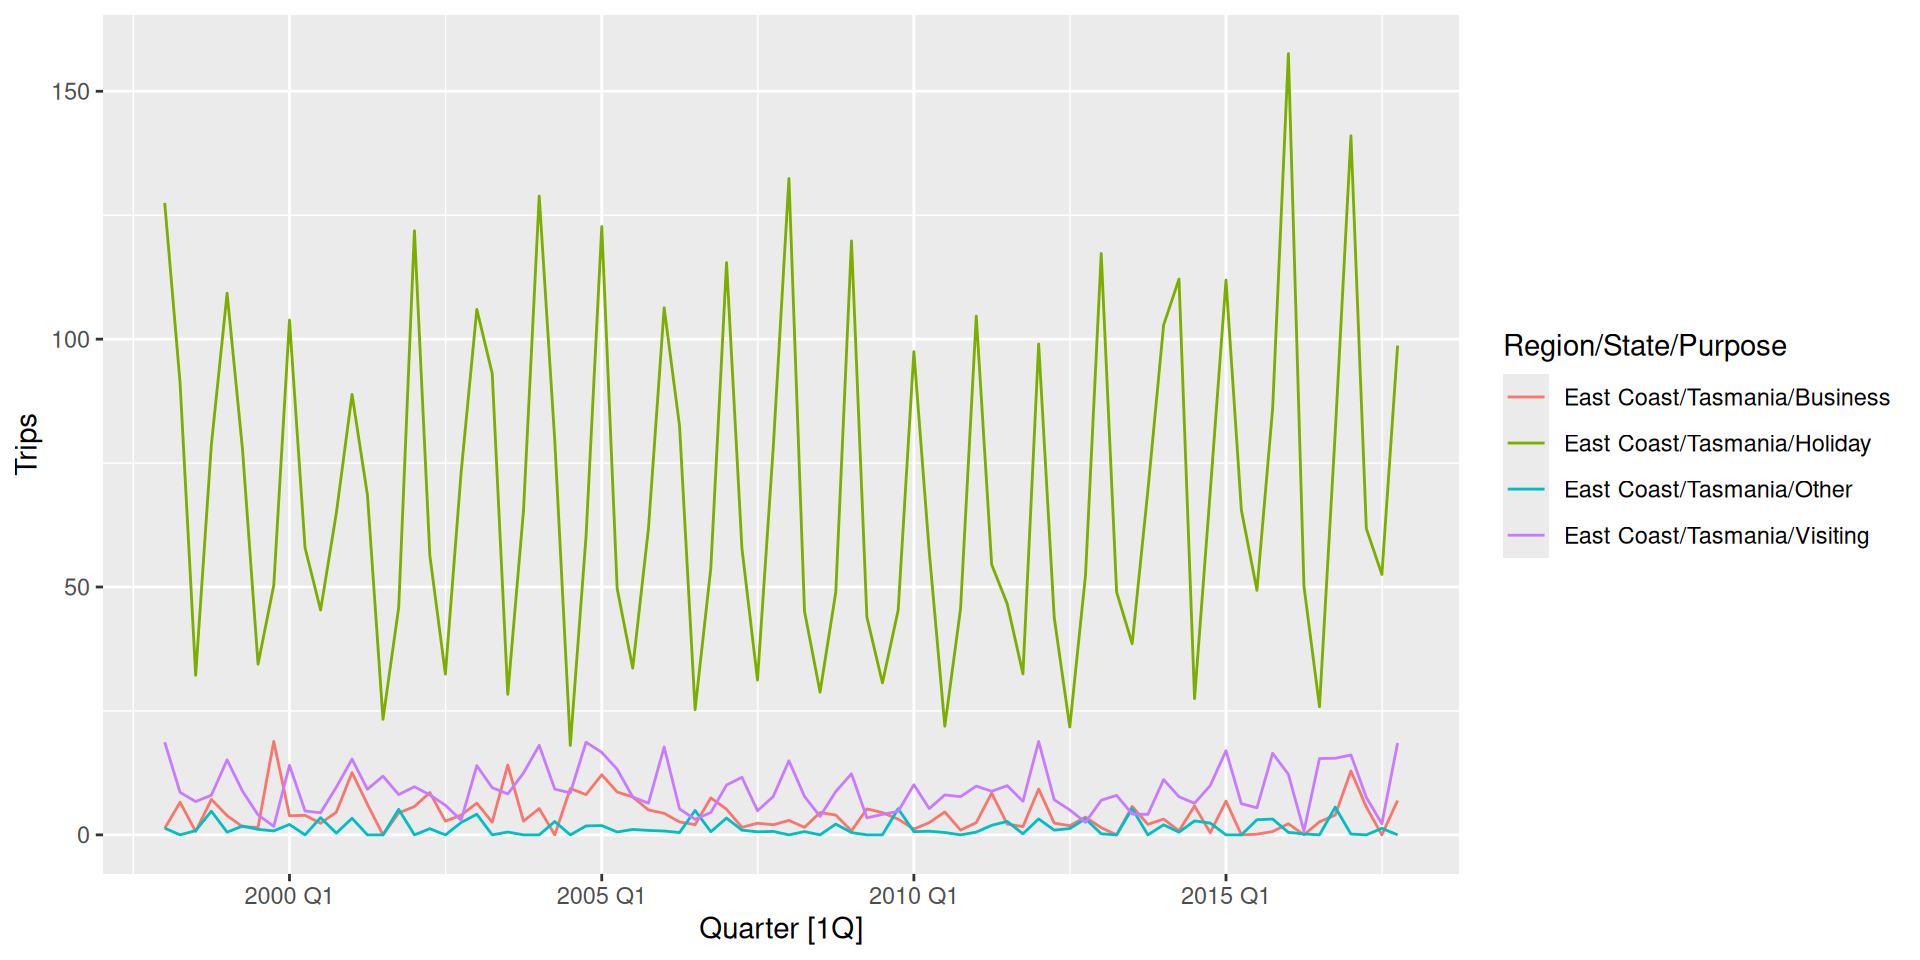 Trips
150
100
50
0
2000 Q1
2005 Q1
2010 Q1
2015 Q1
Quarter [1Q]
Region/State/Purpose
East Coast/Tasmania/Business
East Coast/Tasmania/Holiday
East Coast/Tasmania/Other
East Coast/Tasmania/Visiting